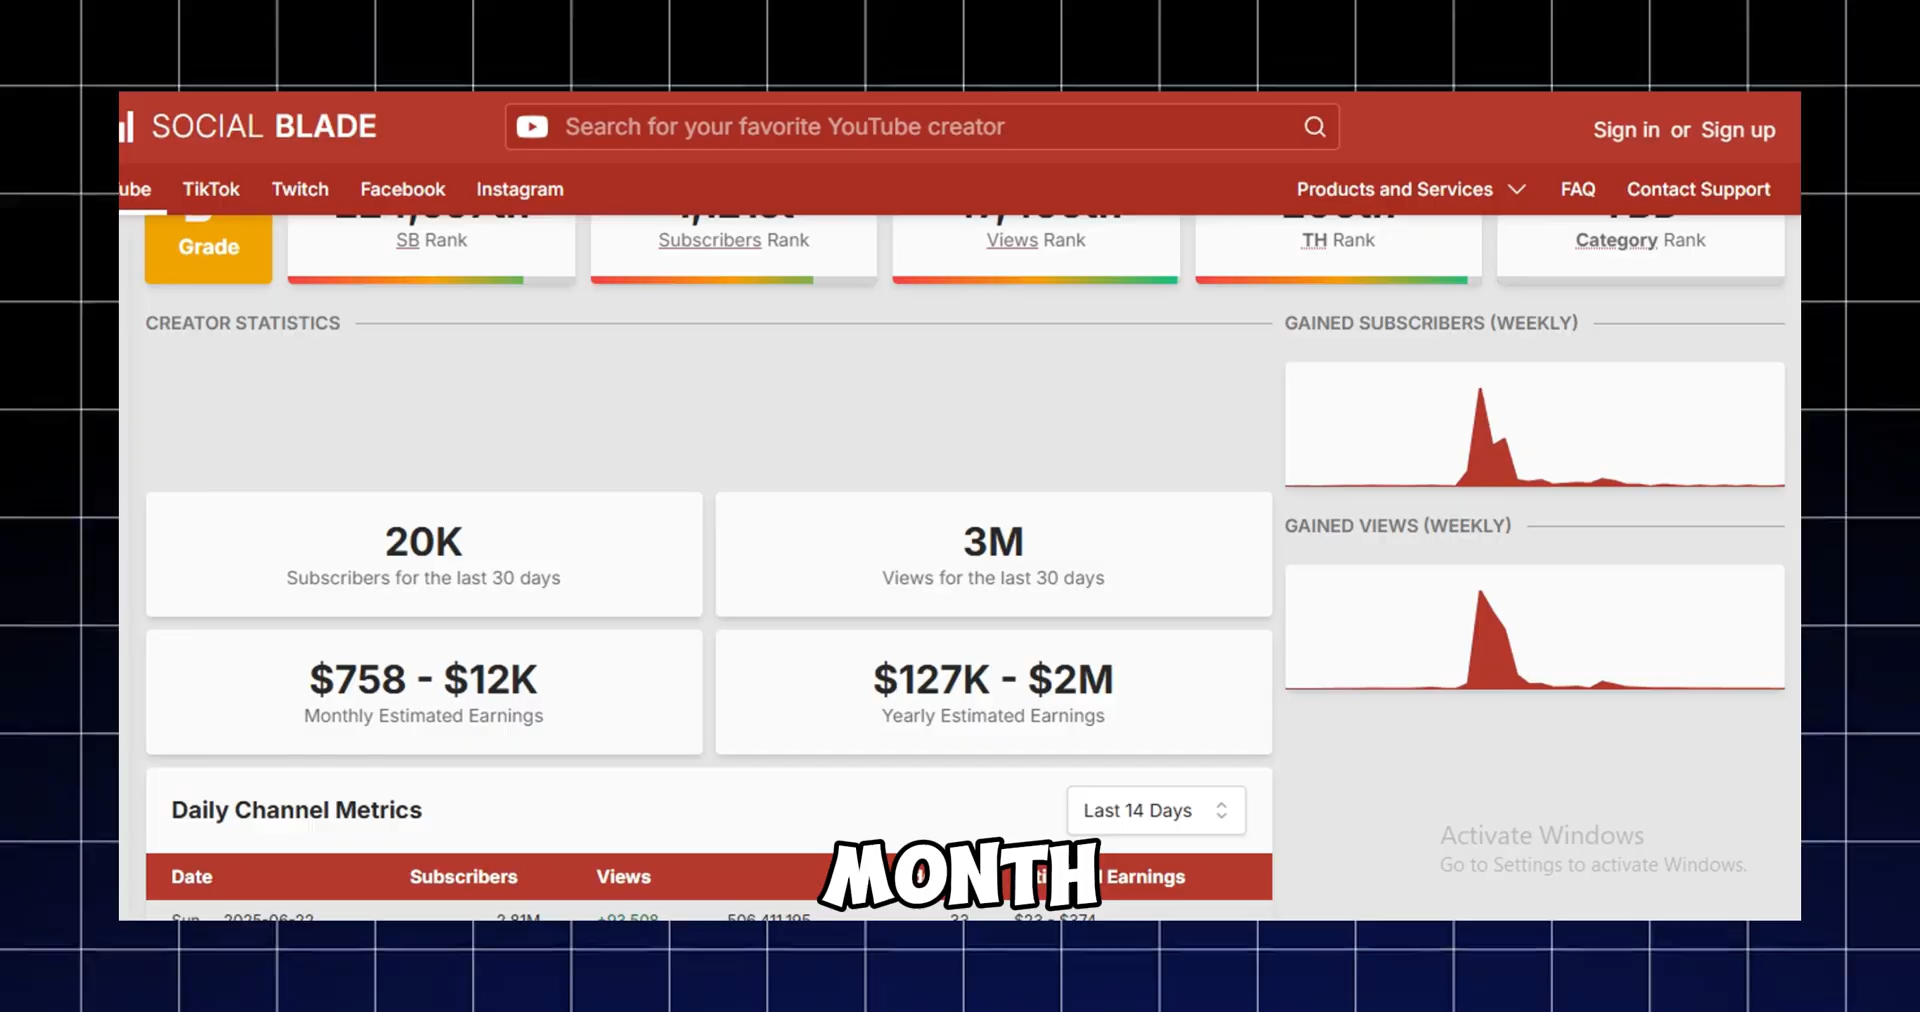 SOCIAL BLADE
Search for your favorite YouTube creator
Sign in or Sign up
TikTok Twitch Facebook Instagram
Products and Services FAQ Contact Support
Grade
SB Rank
Subscribers Rank
Views Rank
TH Rank
Category Rank
CREATOR STATISTICS
GAINED SUBSCRIBERS (WEEKLY)
20K
Subscribers for the last 30 days
3M
Views for the last 30 days
GAINED VIEWS (WEEKLY)
$758 - $12K
Monthly Estimated Earnings
$127K - $2M
Yearly Estimated Earnings
Daily Channel Metrics
Last 14 Days
Activate Windows
Go to Settings to activate Windows.
Date Subscribers Views Earnings
MONTH